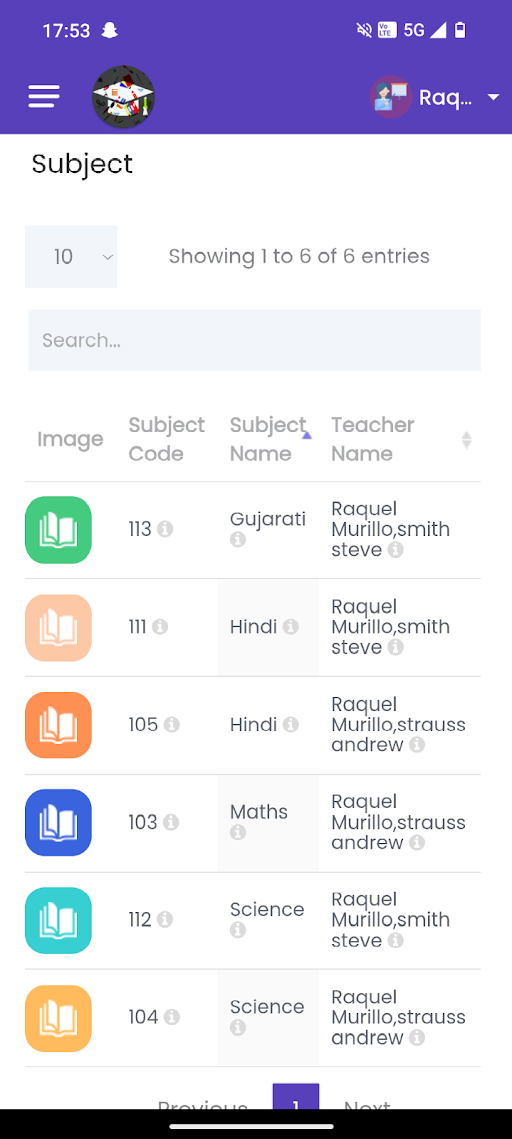 17:53 Vo LTE 5G
Raq...
Subject
10 Showing 1 to 6 of 6 entries
Search...
Image Subject Code Subject Name Teacher Name
113 Gujarati Raquel Murillo,smith steve
111 Hindi Raquel Murillo,smith steve
105 Hindi Raquel Murillo,strauss andrew
103 Maths Raquel Murillo,strauss andrew
112 Science Raquel Murillo,smith steve
104 Science Raquel Murillo,strauss andrew
Previous 1 Next